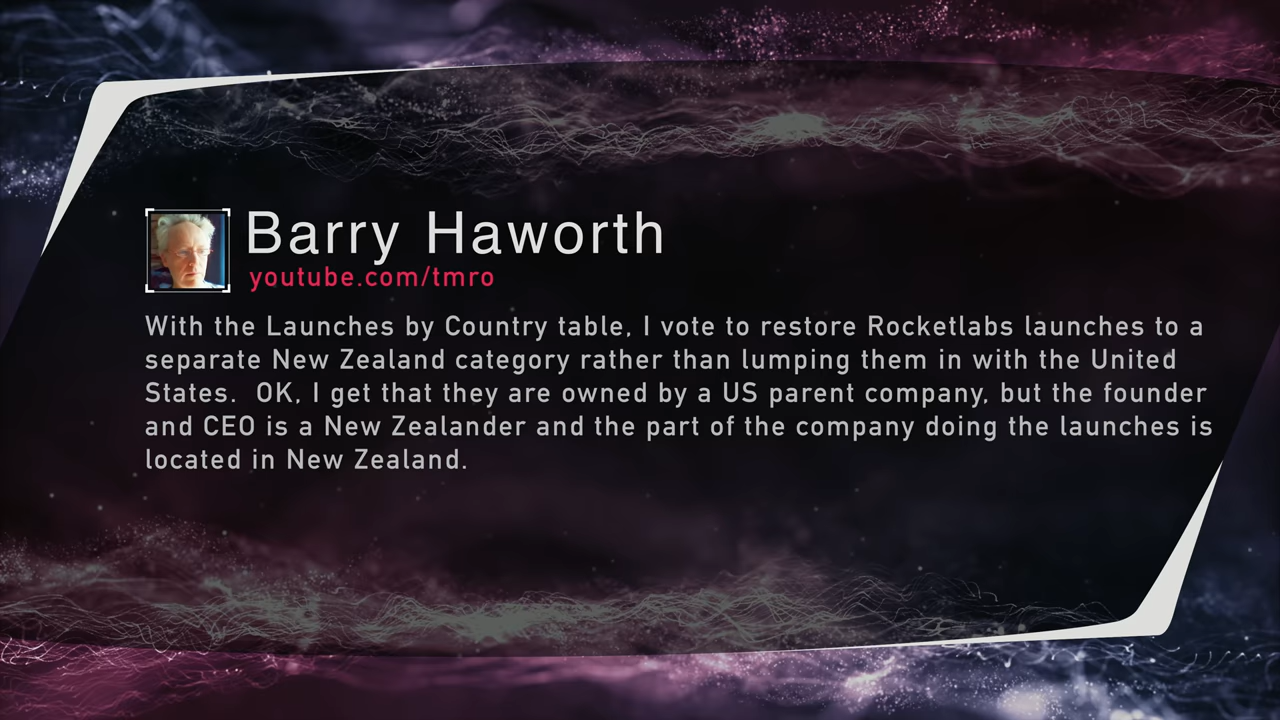 Barry Haworth
youtube.com/tmro
With the Launches by Country table, I vote to restore Rocketlabs launches to a
separate New Zealand category rather than lumping them in with the United
States.  OK, I get that they are owned by a US parent company, but the founder
and CEO is a New Zealander and the part of the company doing the launches is
located in New Zealand.